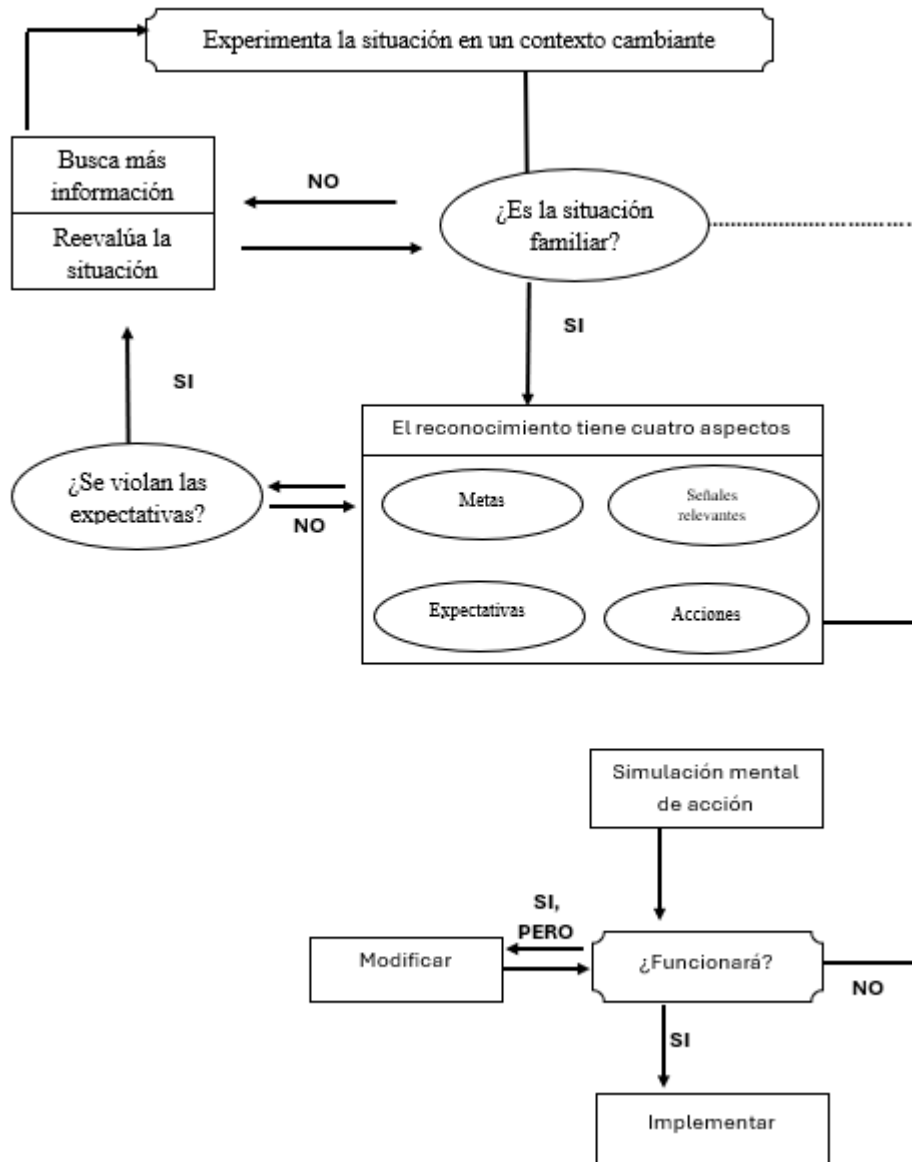 Experimenta la situación en un contexto cambiante
Busca más
información
NO
¿Es la situación
familiar?
Reevalúa la
situación
SI
SI
El reconocimiento tiene cuatro aspectos
¿Se violan las
expectativas?
NO
Metas
Señales
relevantes
Expectativas
Acciones
Simulación mental
de acción
SI,
PERO
Modificar
¿Funcionará?
NO
SI
Implementar